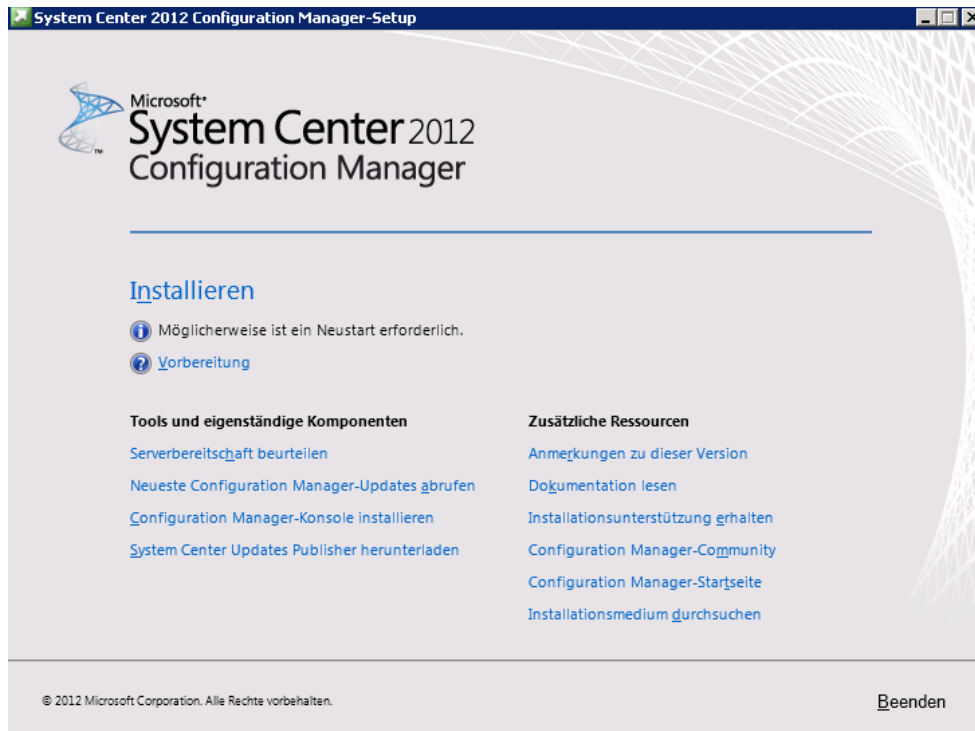 System Center 2012 Configuration Manager-Setup
Microsoft
System Center 2012
Configuration Manager
Installieren
Möglicherweise ist ein Neustart erforderlich.
Vorbereitung
Tools und eigenständige Komponenten
Serverbereitschaft beurteilen
Neueste Configuration Manager-Updates abrufen
Configuration Manager-Konsole installieren
System Center Updates Publisher herunterladen
Zusätzliche Ressourcen
Anmerkungen zu dieser Version
Dokumentation lesen
Installationsunterstützung erhalten
Configuration Manager-Community
Configuration Manager-Startseite
Installationsmedium durchsuchen
© 2012 Microsoft Corporation. Alle Rechte vorbehalten.
Beenden